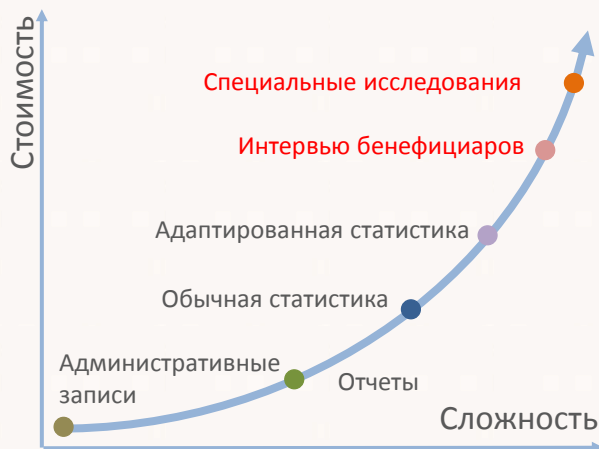 Стоимость
Специальные исследования
Интервью бенефициаров
Адаптированная статистика
Обычная статистика
Административные
записи
Отчеты
Сложность